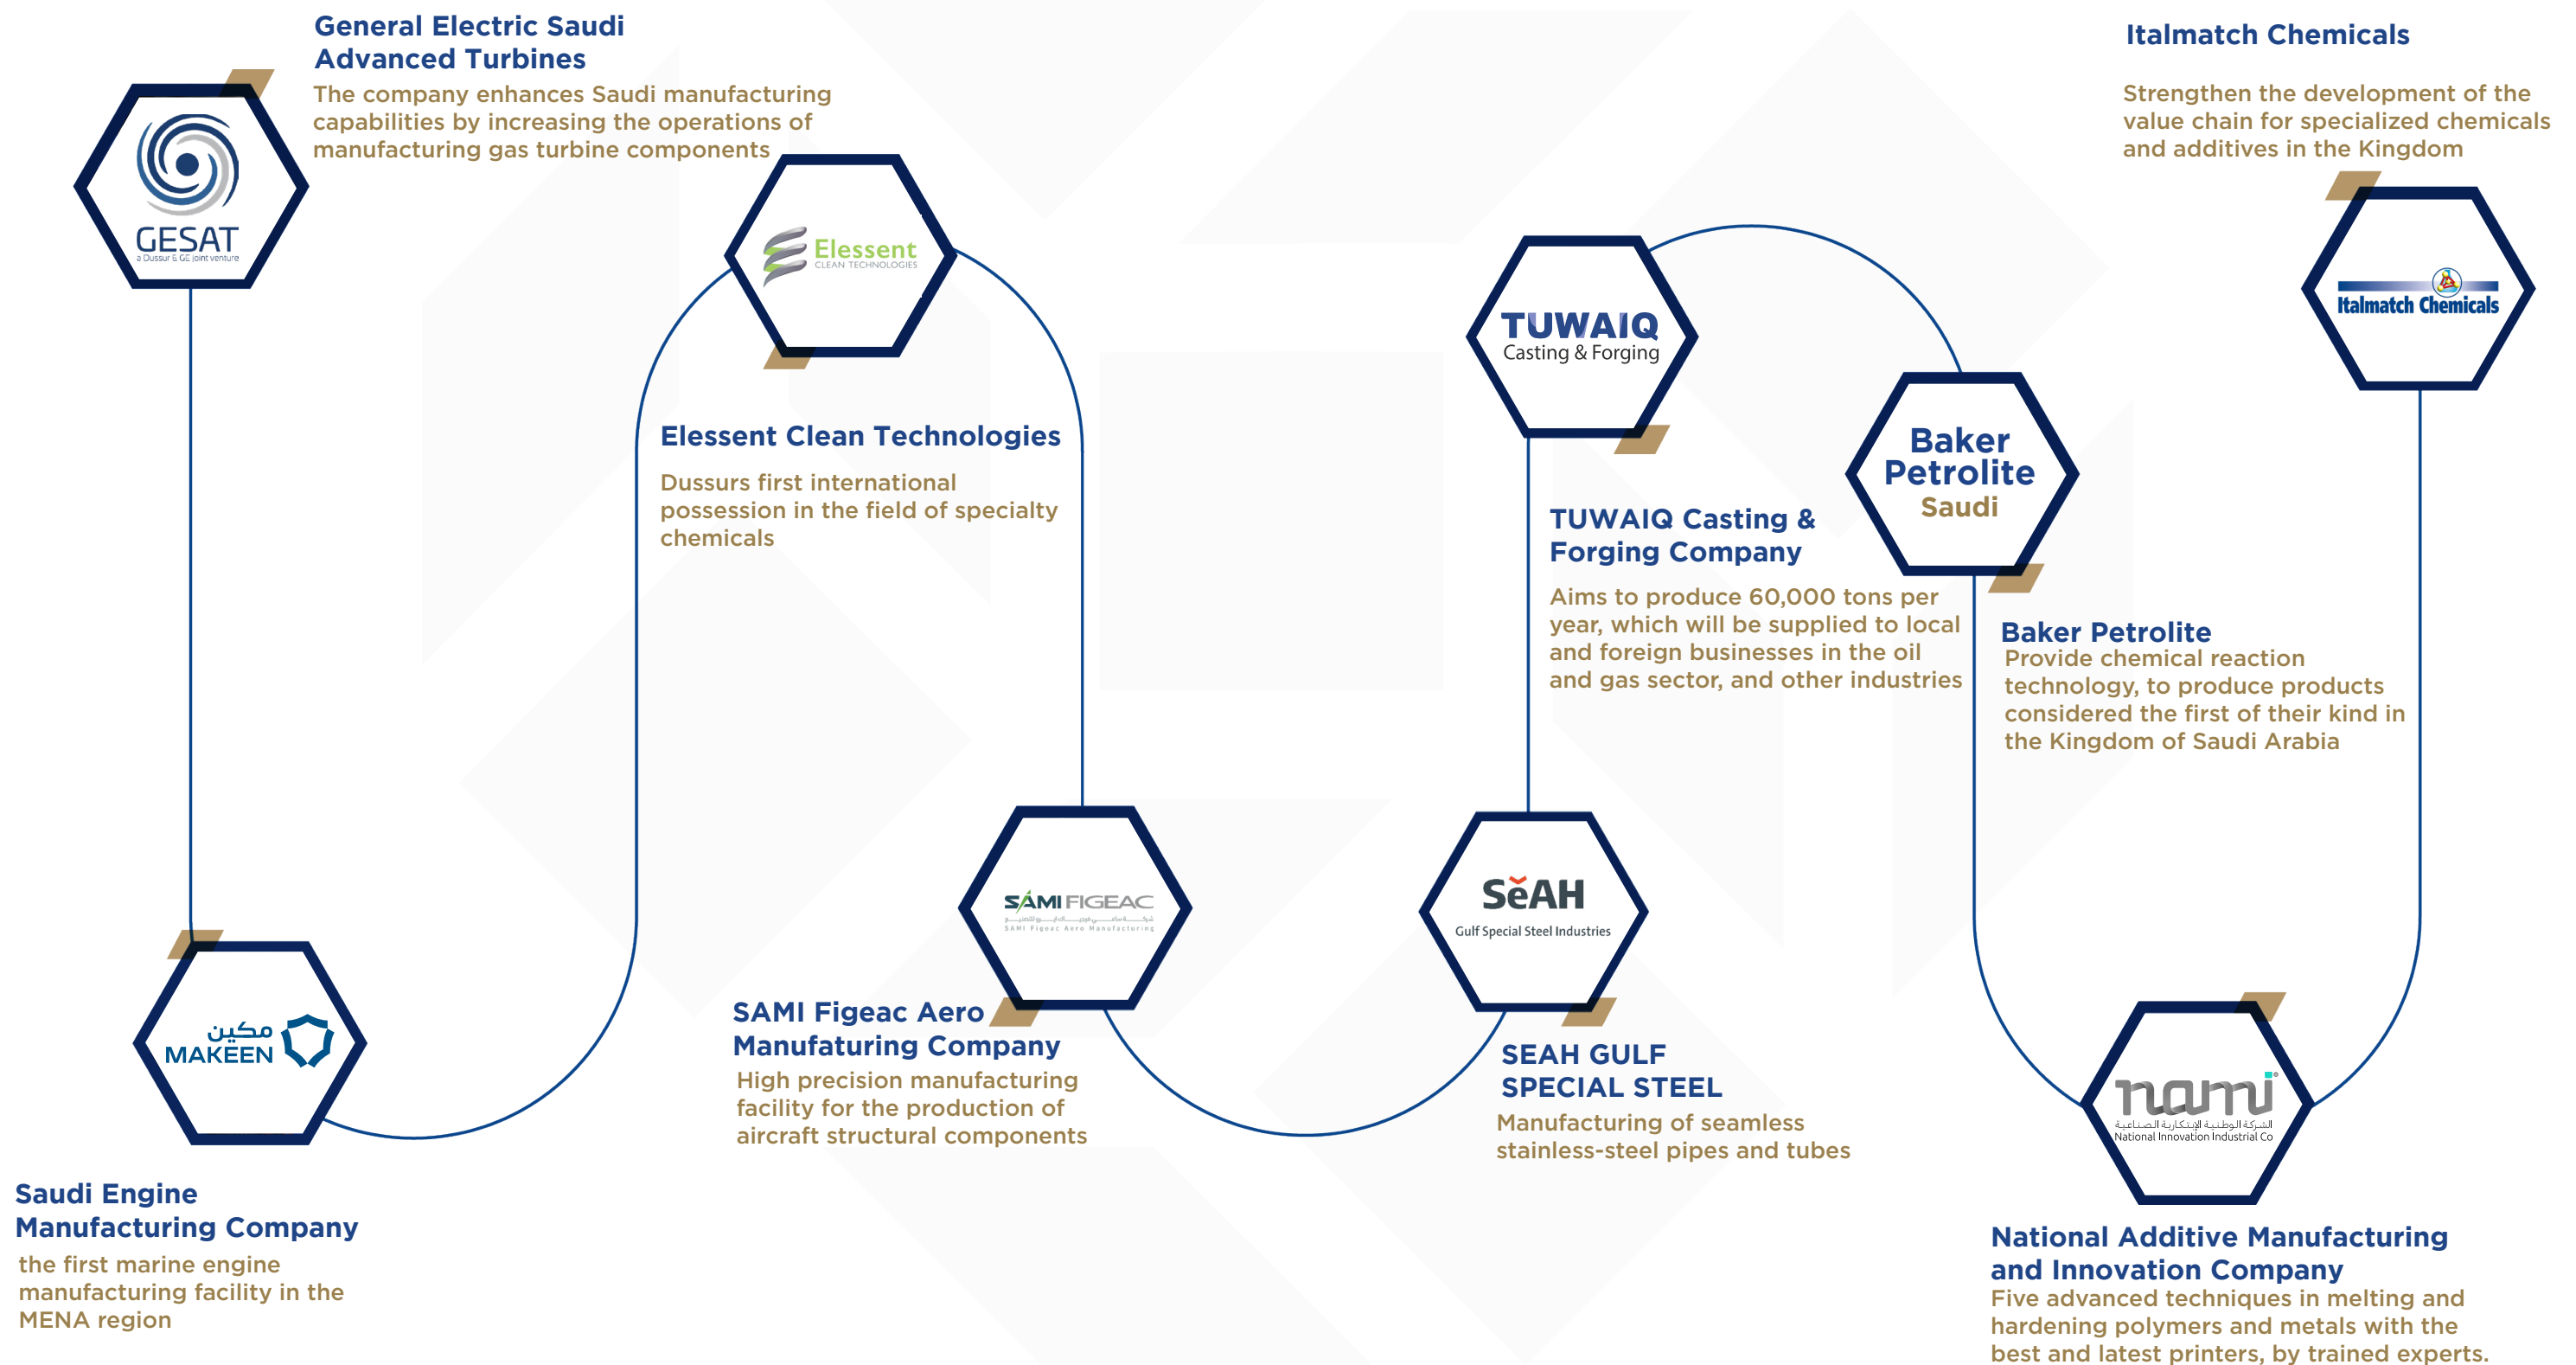 General Electric Saudi
Advanced Turbines
The company enhances Saudi manufacturing
capabilities by increasing the operations of
manufacturing gas turbine components
GESAT
a Dussur & GE joint venture
مكين
MAKEEN
Saudi Engine
Manufacturing Company
the first marine engine
manufacturing facility in the
MENA region
Elessent
CLEAN TECHNOLOGIES
Elessent Clean Technologies
Dussurs first international
possession in the field of specialty
chemicals
SAMI FIGEAC
SAMI Figeac Aero Manufacturing
SAMI Figeac Aero
Manufaturing Company
High precision manufacturing
facility for the production of
aircraft structural components
SeAH
Gulf Special Steel Industries
SEAH GULF
SPECIAL STEEL
Manufacturing of seamless
stainless-steel pipes and tubes
TUWAIQ
Casting & Forging
TUWAIQ Casting &
Forging Company
Aims to produce 60,000 tons per
year, which will be supplied to local
and foreign businesses in the oil
and gas sector, and other industries
Baker
Petrolite
Saudi
Baker Petrolite
Provide chemical reaction
technology, to produce products
considered the first of their kind in
the Kingdom of Saudi Arabia
nami
الشركة الوطنية الإبتكارية الصناعية
National Innovation Industrial Co
National Additive Manufacturing
and Innovation Company
Five advanced techniques in melting and
hardening polymers and metals with the
best and latest printers, by trained experts.
Italmatch Chemicals
Strengthen the development of the
value chain for specialized chemicals
and additives in the Kingdom
Italmatch Chemicals